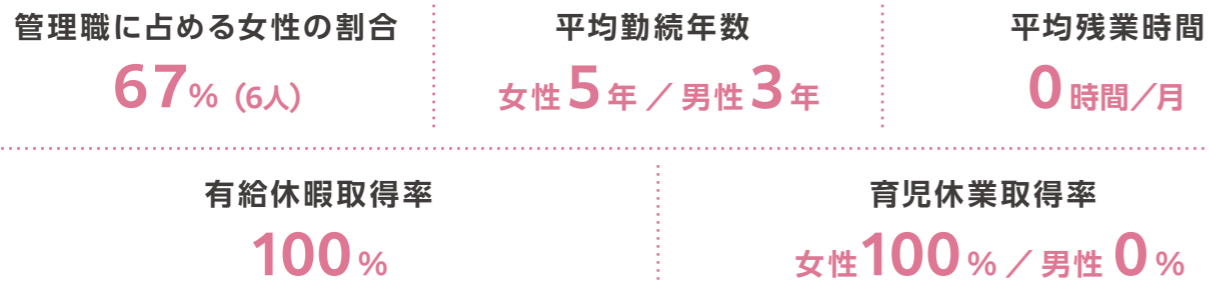 管理職に占める女性の割合
67%（6人）
平均勤続年数
女性5年／男性3年
平均残業時間
0時間／月
有給休暇取得率
100%
育児休業取得率
女性100%／男性0%